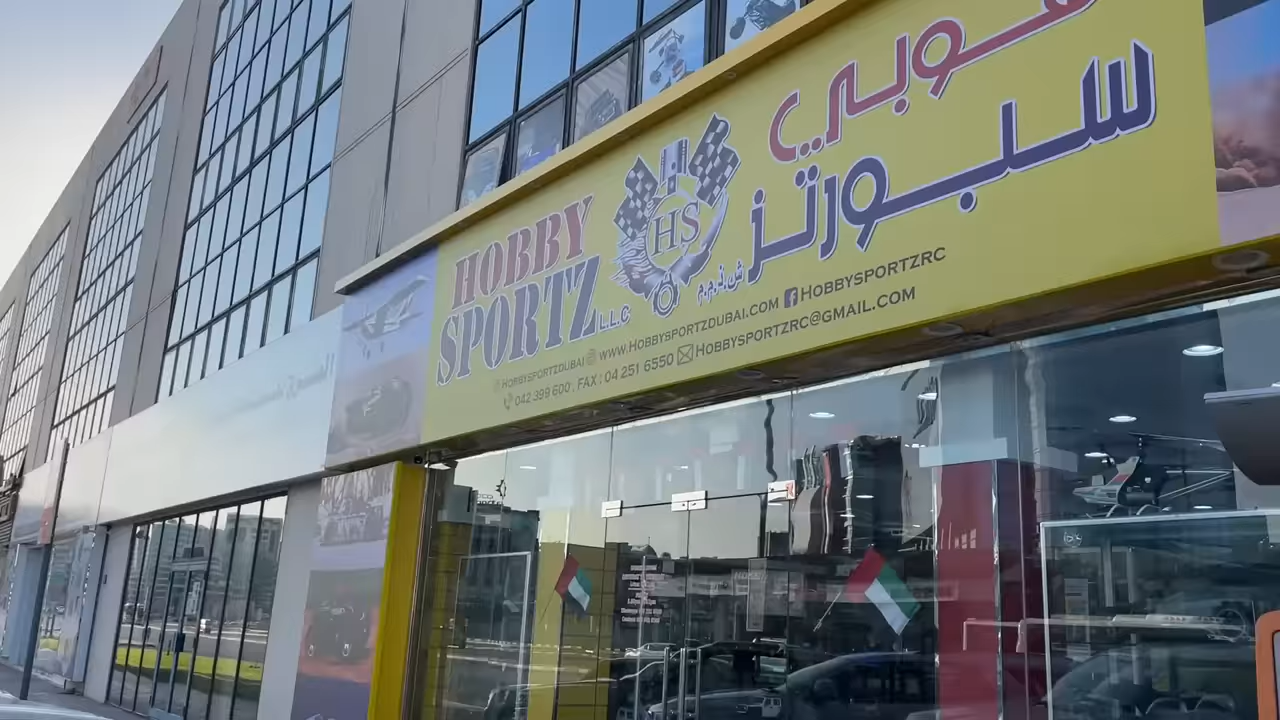 هوبي
سبورتز
ش.ذ.م.م
HOBBY
SPORTZ L.L.C
HS
HOBBYSPORTZDUBAI WWW.HOBBYSPORTZDUBAI.COM HOBBYSPORTZRC
042 399 600 , FAX : 04 251 6550 HOBBYSPORTZRC@GMAIL.COM